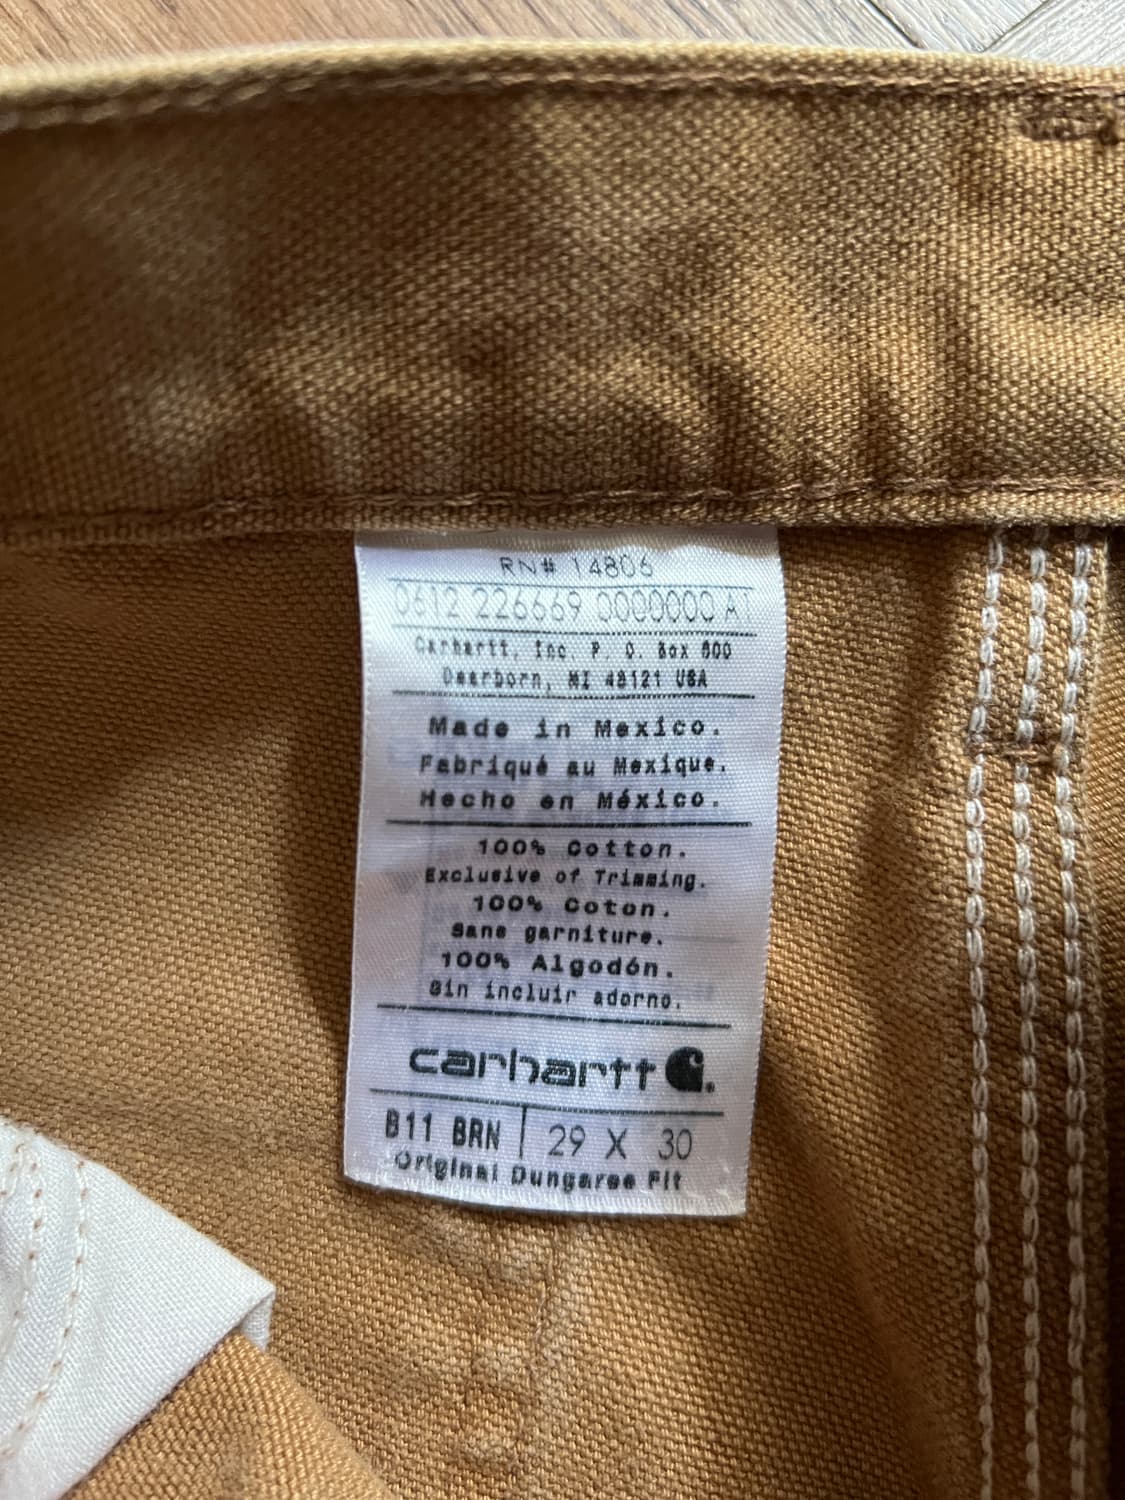 RN# 14806
0612 226669 0000000 A1
Carhartt, Inc. P. O. Box 600
Dearborn, MI 48121 USA
Made in Mexico.
Fabriqué au Mexique.
Hecho en México.
100% Cotton.
Exclusive of Trimming.
100% Coton.
Sans garniture.
100% Algodón.
Sin incluir adorno.
carhartt
B11 BRN | 29 X 30
Original Dungaree Fit